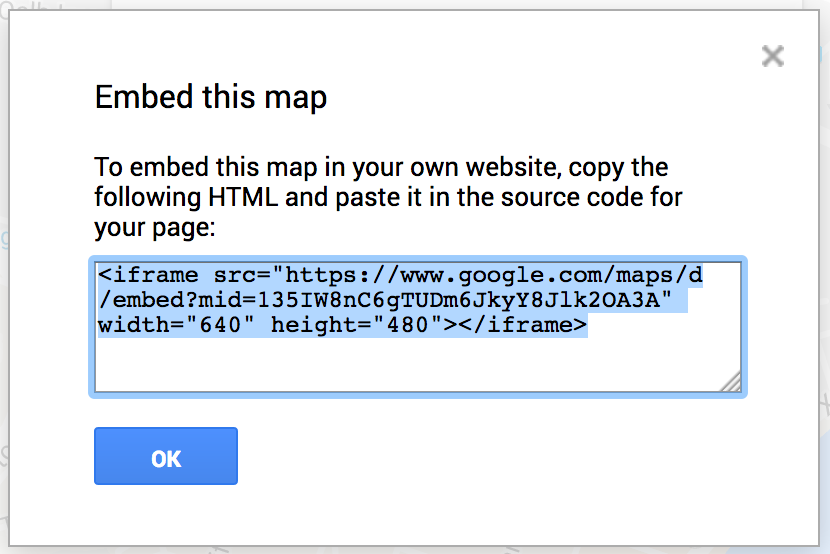 Embed this map
To embed this map in your own website, copy the
following HTML and paste it in the source code for
your page:
<iframe src="https://www.google.com/maps/d
/embed?mid=135IW8nC6gTUDm6JkyY8Jlk2OA3A"
width="640" height="480"></iframe>
OK